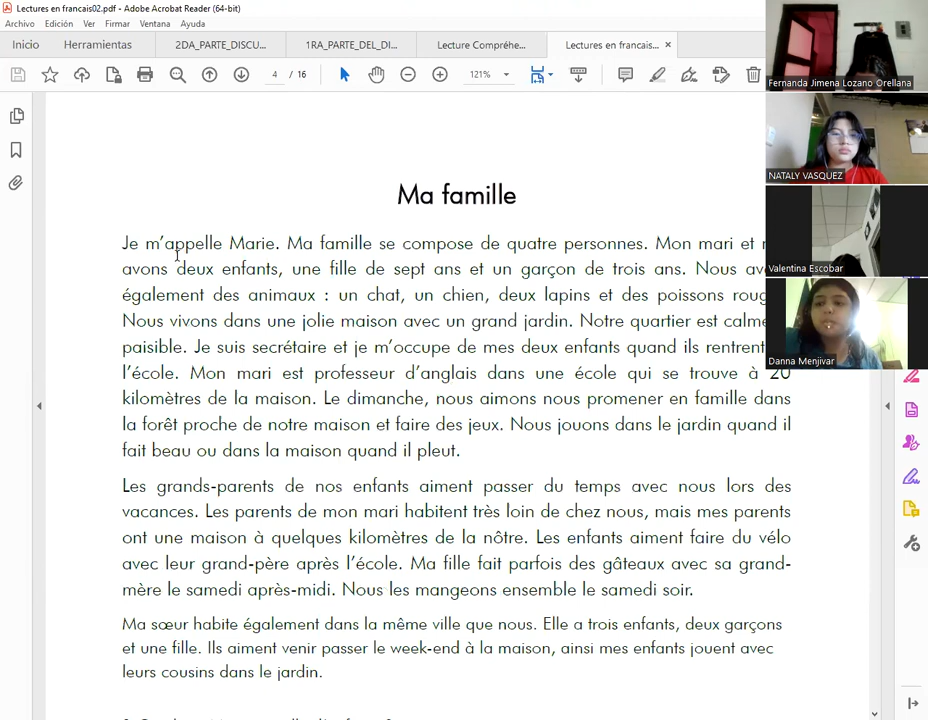 Lectures en francais02.pdf - Adobe Acrobat Reader (64-bit)
Archivo Edición Ver Firmar Ventana Ayuda
Inicio Herramientas 2DA_PARTE_DISCU... 1RA_PARTE_DEL_DI... Lecture Compréhe... Lectures en francais... ×
4 / 16 121%
Fernanda Jimena Lozano Orellana
NATALY VASQUEZ
Valentina Escobar
Danna Menjivar
Ma famille
Je m'appelle Marie. Ma famille se compose de quatre personnes. Mon mari et
avons deux enfants, une fille de sept ans et un garçon de trois ans. Nous
également des animaux : un chat, un chien, deux lapins et des poissons
Nous vivons dans une jolie maison avec un grand jardin. Notre quartier est calme
paisible. Je suis secrétaire et je m'occupe de mes deux enfants quand ils rentrent
l'école. Mon mari est professeur d'anglais dans une école qui se trouve à 20
kilomètres de la maison. Le dimanche, nous aimons nous promener en famille dans
la forêt proche de notre maison et faire des jeux. Nous jouons dans le jardin quand il
fait beau ou dans la maison quand il pleut.
Les grands-parents de nos enfants aiment passer du temps avec nous lors des
vacances. Les parents de mon mari habitent très loin de chez nous, mais mes parents
ont une maison à quelques kilomètres de la nôtre. Les enfants aiment faire du vélo
avec leur grand-père après l'école. Ma fille fait parfois des gâteaux avec sa grand-
mère le samedi après-midi. Nous les mangeons ensemble le samedi soir.
Ma sœur habite également dans la même ville que nous. Elle a trois enfants, deux garçons
et une fille. Ils aiment venir passer le week-end à la maison, ainsi mes enfants jouent avec
leurs cousins dans le jardin.